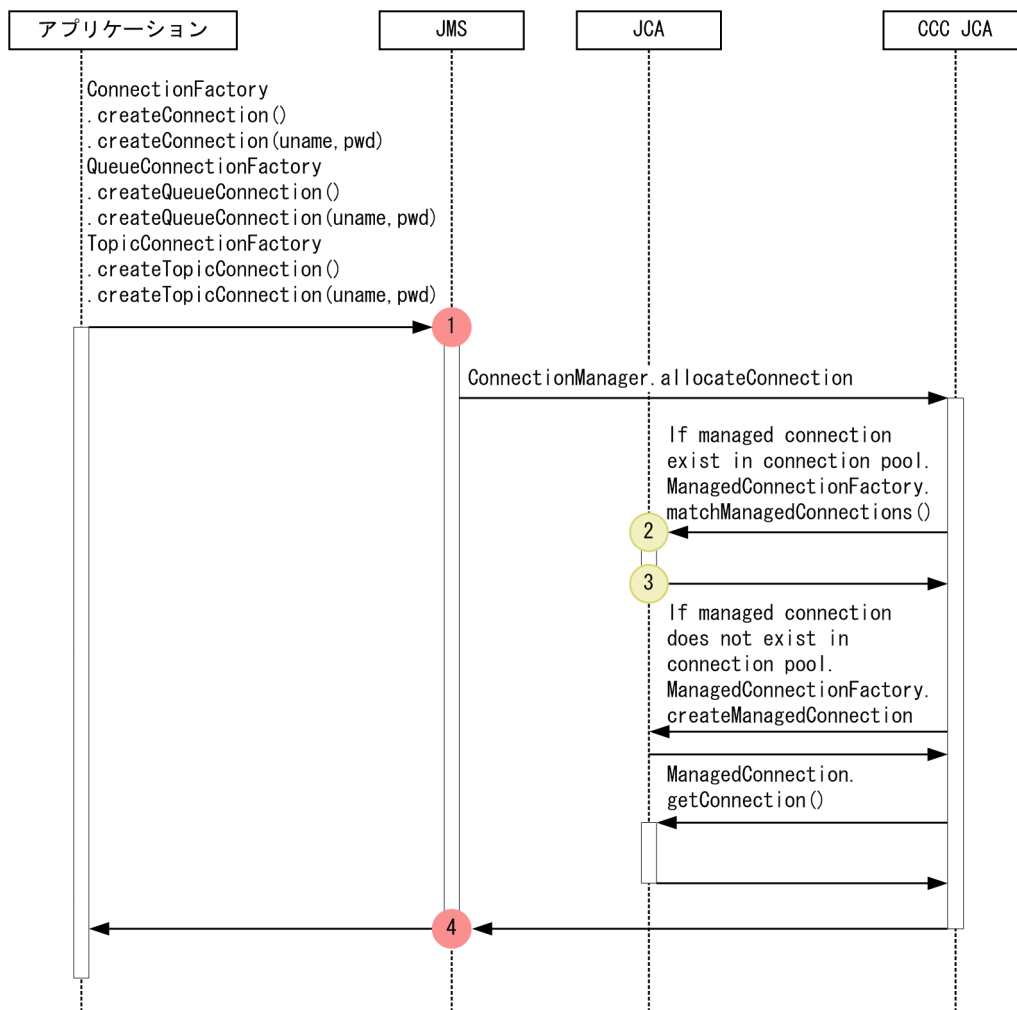 アプリケーション
JMS
JCA
CCC JCA
ConnectionFactory
.createConnection()
.createConnection(uname,pwd)
QueueConnectionFactory
.createQueueConnection()
.createQueueConnection(uname,pwd)
TopicConnectionFactory
.createTopicConnection()
.createTopicConnection(uname,pwd)
1
ConnectionManager.allocateConnection
If managed connection
exist in connection pool.
ManagedConnectionFactory.
matchManagedConnections()
2
3
If managed connection
does not exist in
connection pool.
ManagedConnectionFactory.
createManagedConnection
ManagedConnection.
getConnection()
4